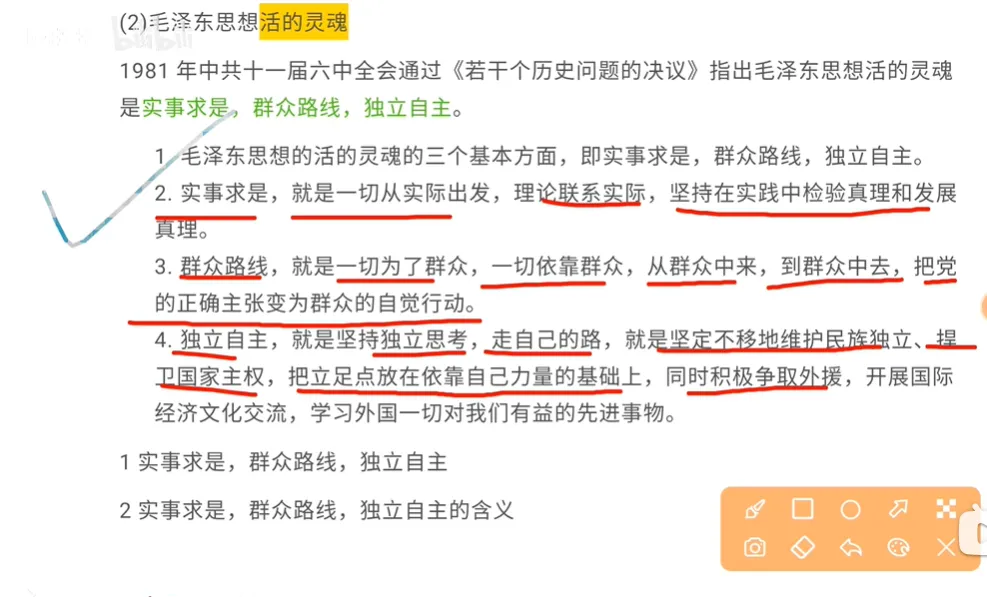 (2)毛泽东思想活的灵魂
bilibili
1981 年中共十一届六中全会通过《若干个历史问题的决议》指出毛泽东思想活的灵魂
是实事求是，群众路线，独立自主。
1. 毛泽东思想的活的灵魂的三个基本方面，即实事求是，群众路线，独立自主。
2. 实事求是，就是一切从实际出发，理论联系实际，坚持在实践中检验真理和发展
真理。
3. 群众路线，就是一切为了群众，一切依靠群众，从群众中来，到群众中去，把党
的正确主张变为群众的自觉行动。
4. 独立自主，就是坚持独立思考，走自己的路，就是坚定不移地维护民族独立、捍
卫国家主权，把立足点放在依靠自己力量的基础上，同时积极争取外援，开展国际
经济文化交流，学习外国一切对我们有益的先进事物。
1 实事求是，群众路线，独立自主
2 实事求是，群众路线，独立自主的含义